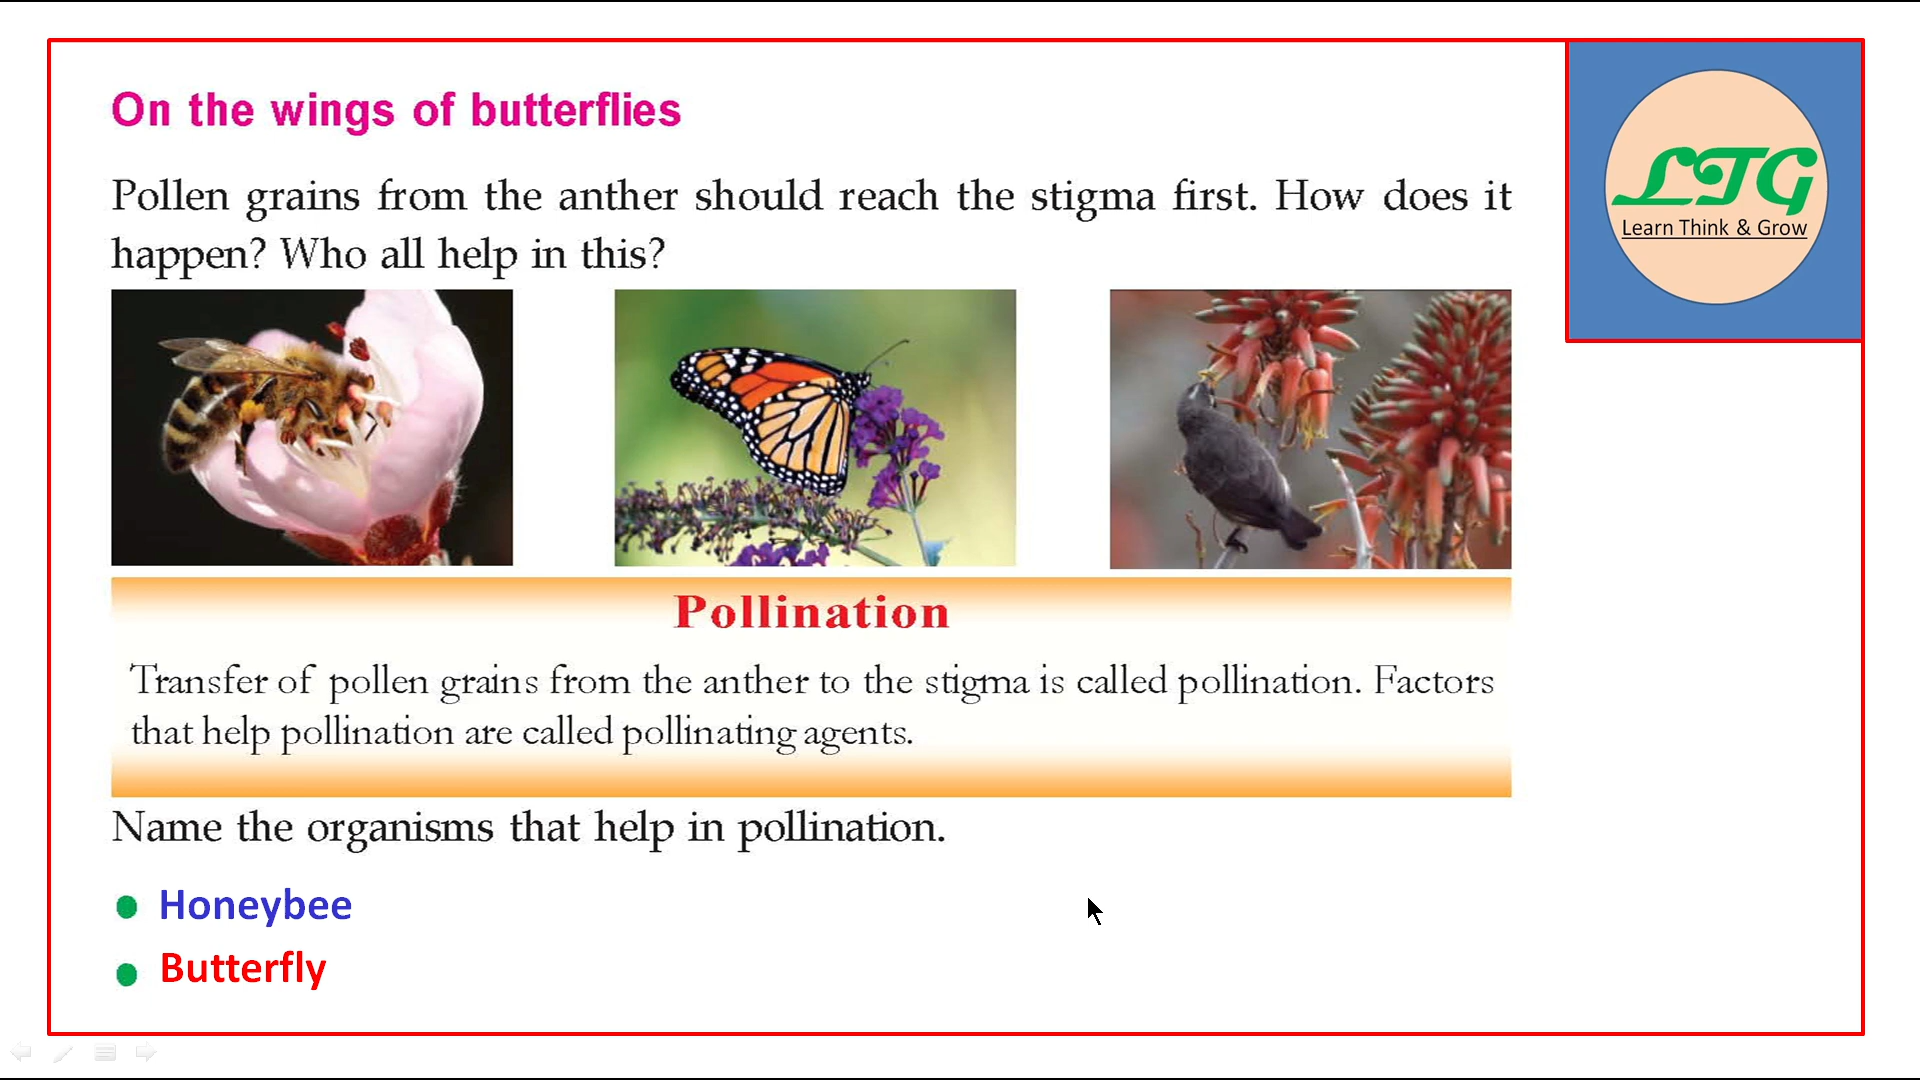 On the wings of butterflies
Pollen grains from the anther should reach the stigma first. How does it
happen? Who all help in this?
LTG
Learn Think & Grow
Pollination
Transfer of pollen grains from the anther to the stigma is called pollination. Factors
that help pollination are called pollinating agents.
Name the organisms that help in pollination.
Honeybee
Butterfly